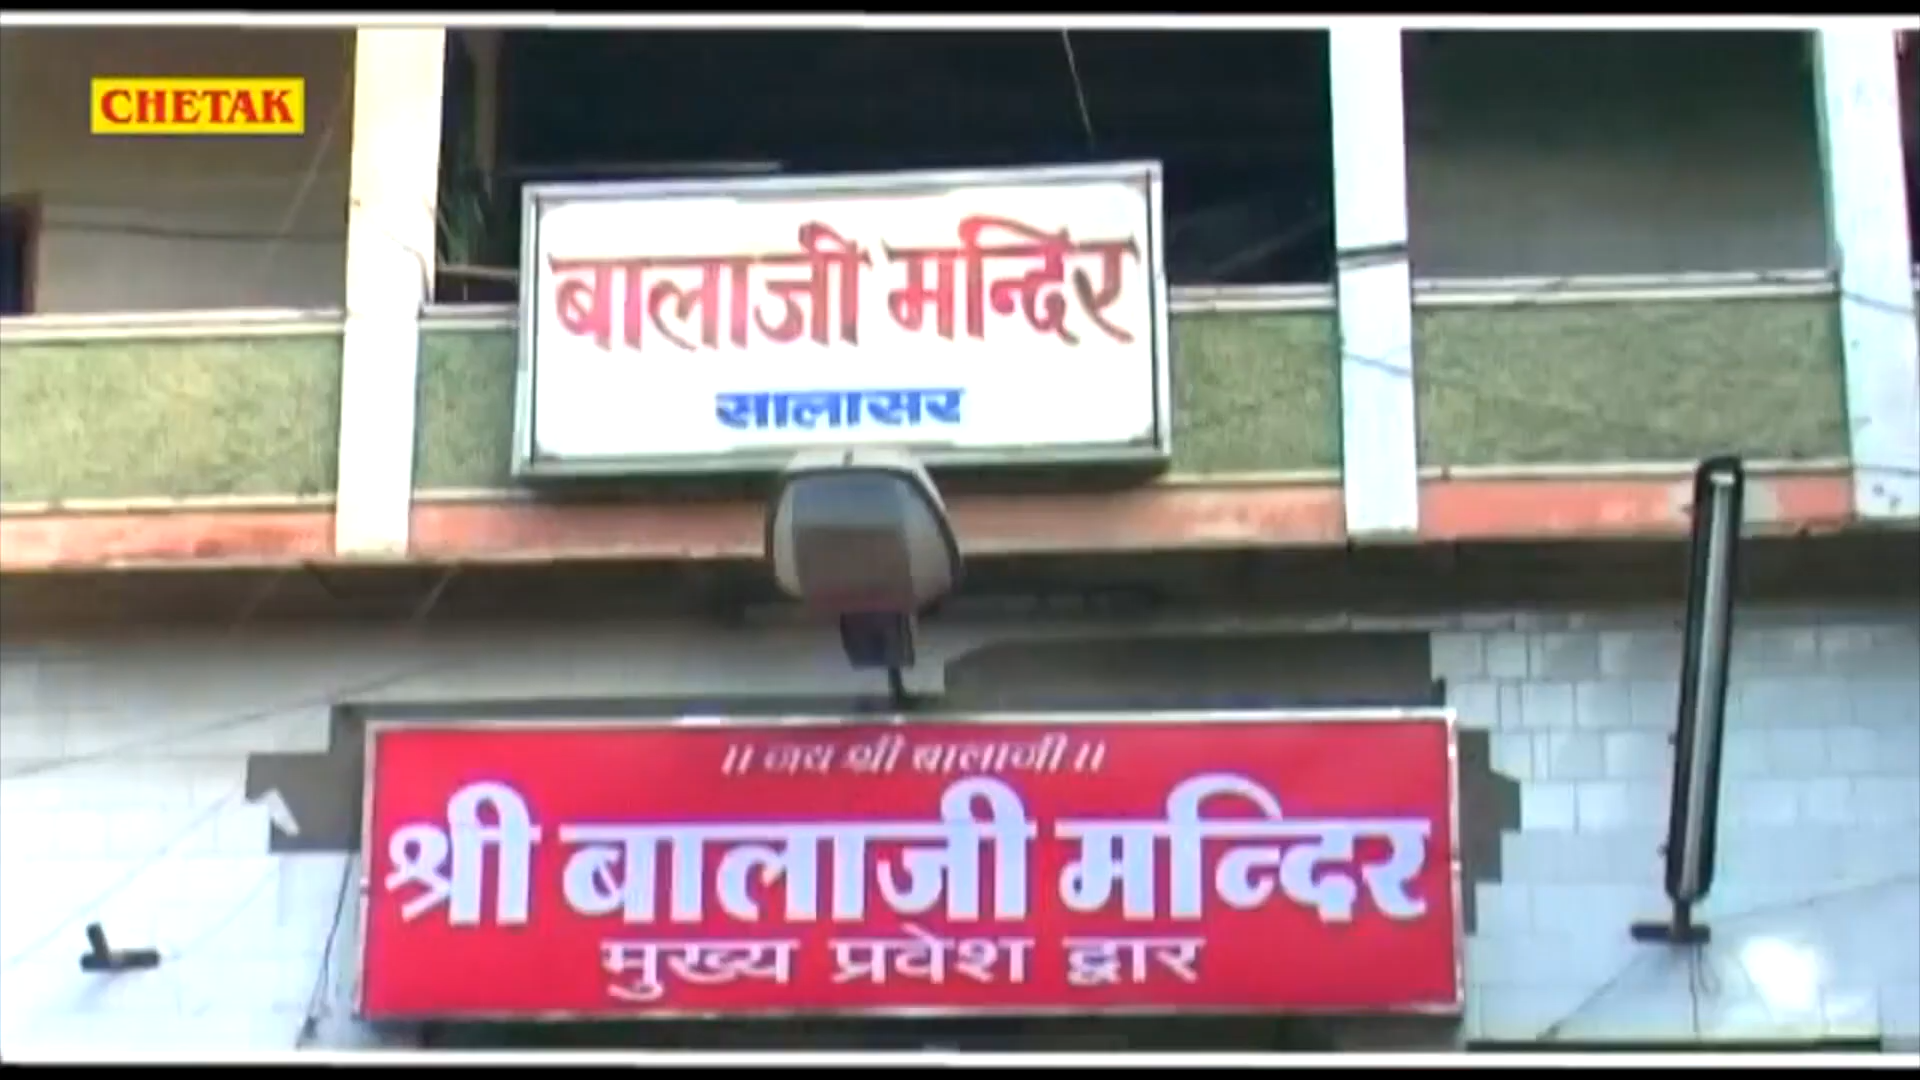 CHETAK
बालाजी मन्दिर
सालासर
॥ जय श्री बालाजी ॥
श्री बालाजी मन्दिर
मुख्य प्रवेश द्वार